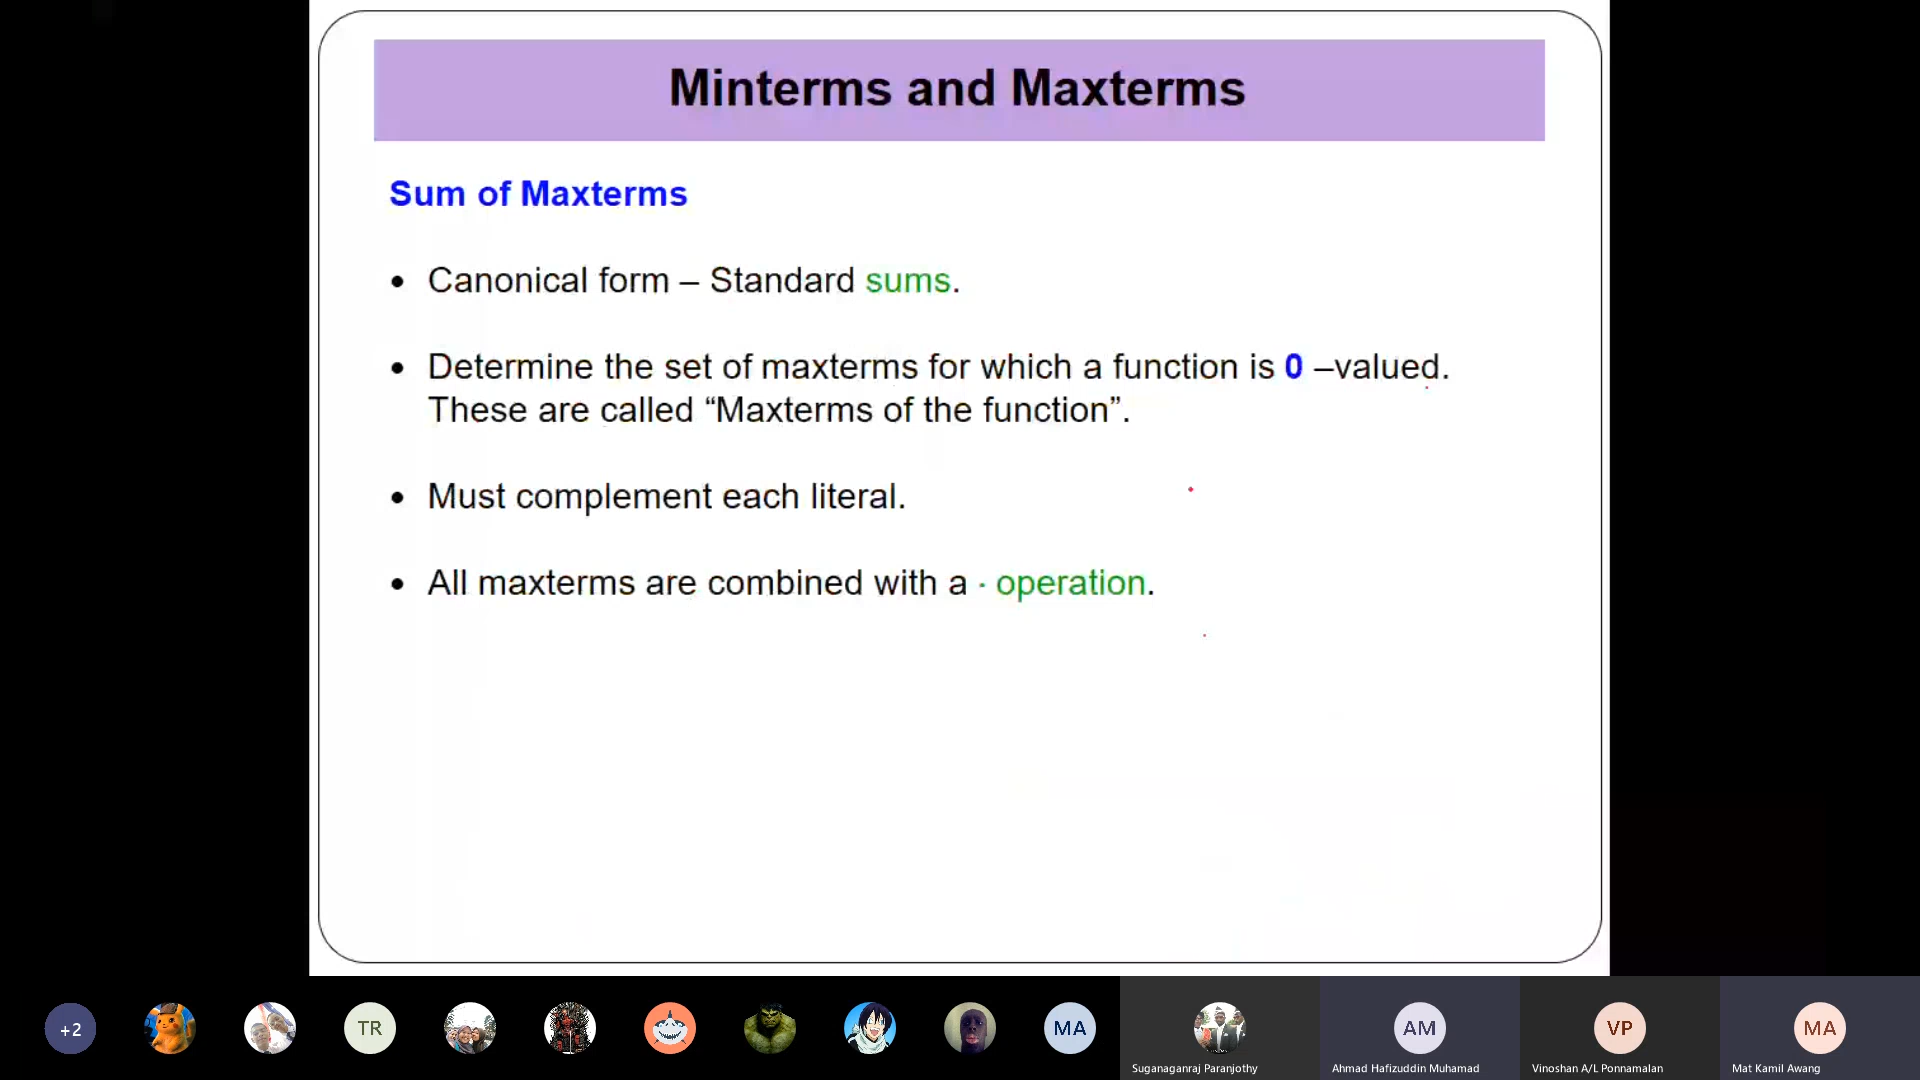 Minterms and Maxterms
Sum of Maxterms
• Canonical form – Standard sums.
• Determine the set of maxterms for which a function is 0 –valued.
These are called “Maxterms of the function”.
• Must complement each literal.
• All maxterms are combined with a · operation.
+2
TR
MA
AM
VP
MA
Suganaganraj Paranjothy
Ahmad Hafizuddin Muhamad
Vinoshan A/L Ponnamalan
Mat Kamil Awang